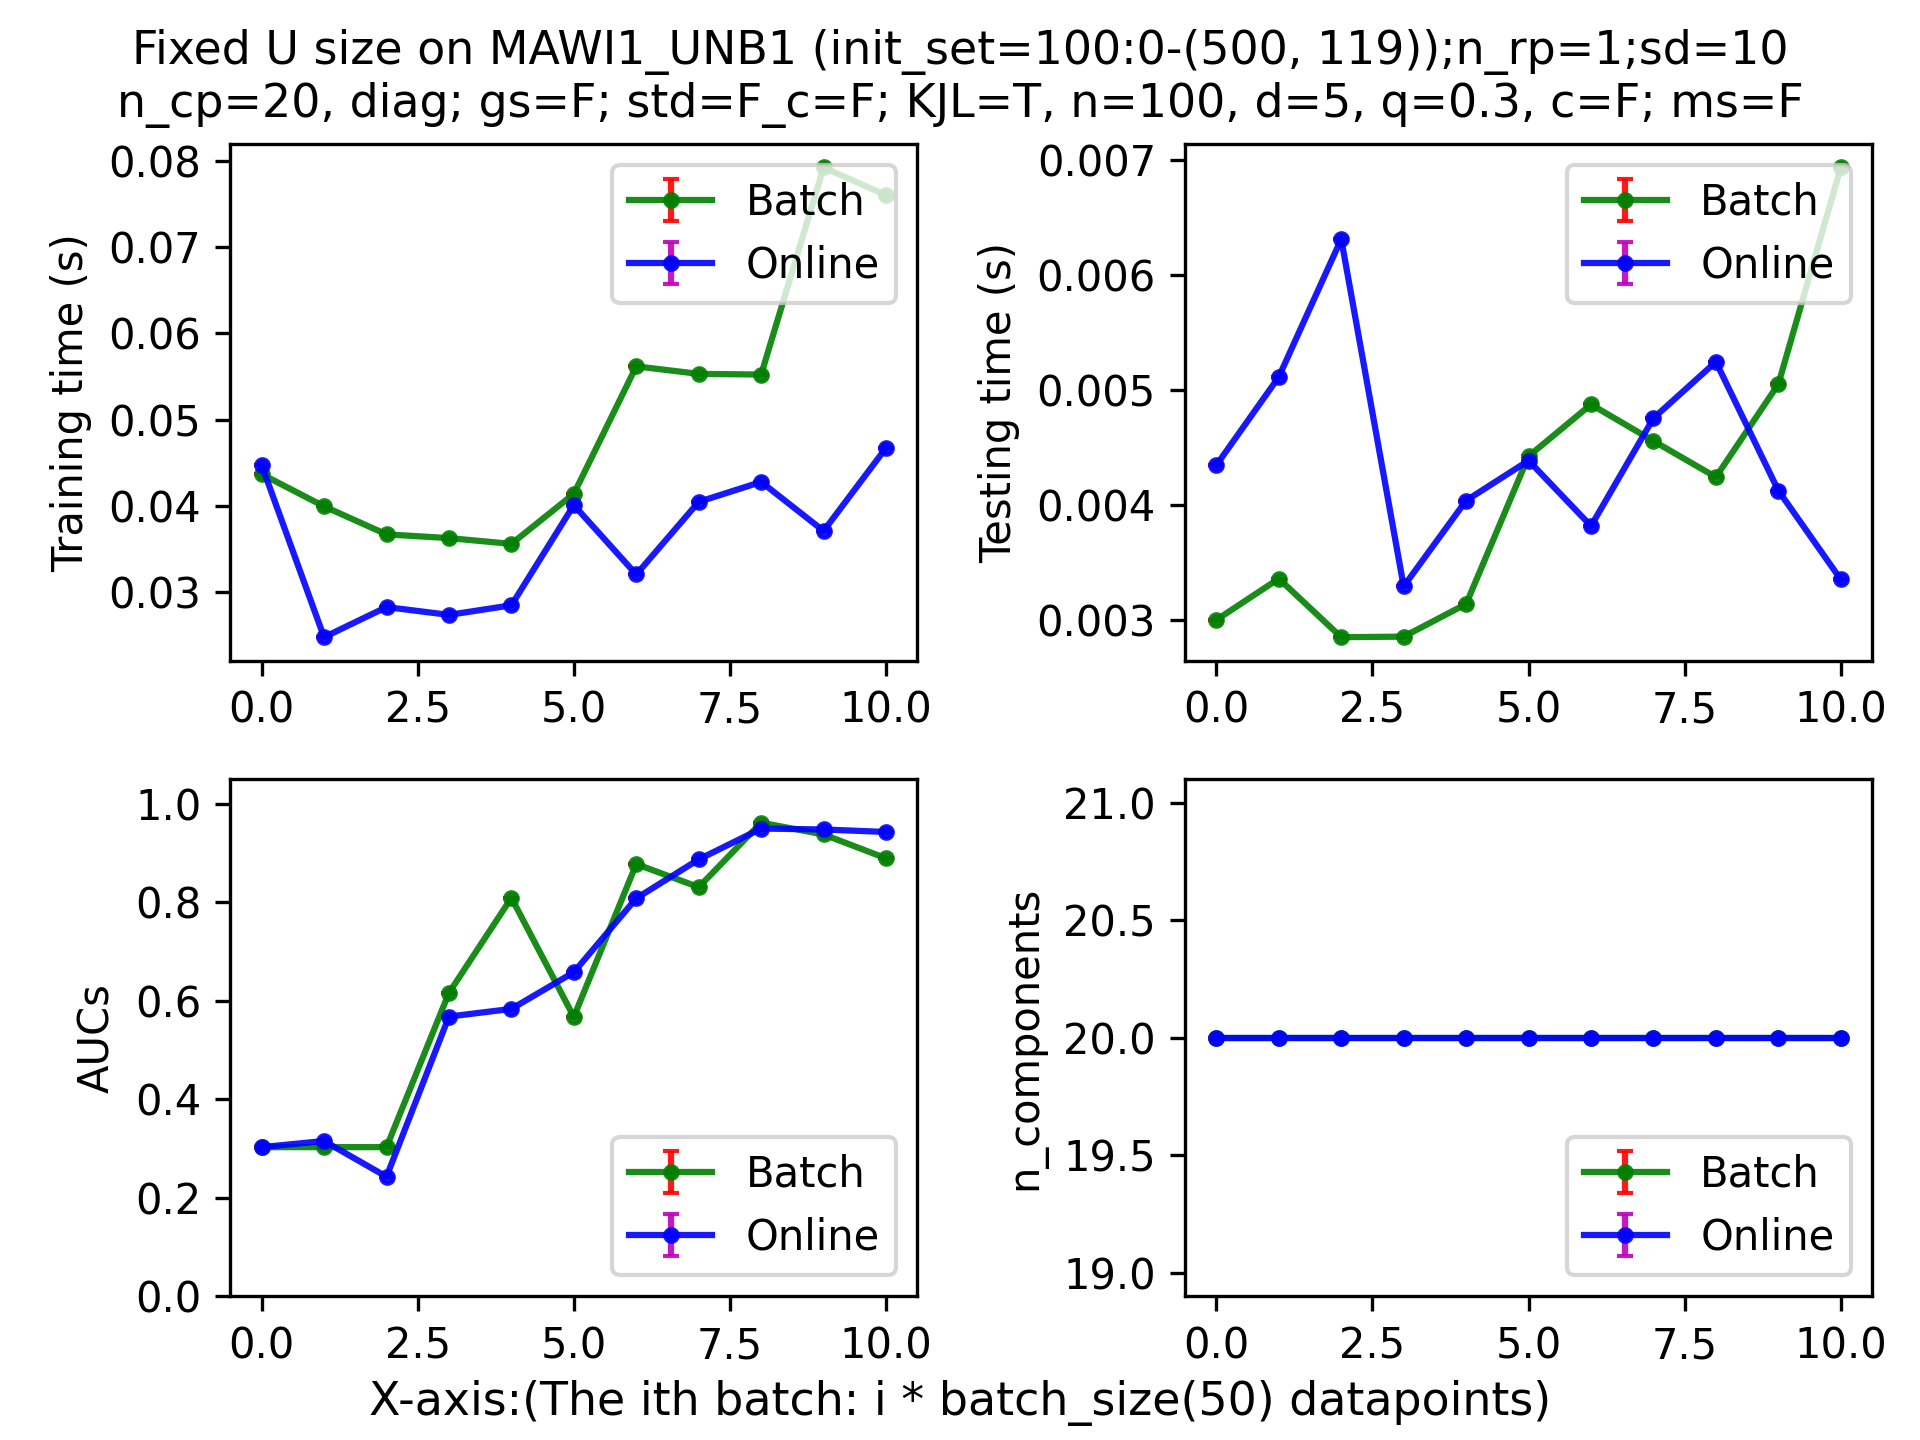 Fixed U size on MAWI1_UNB1 (init_set=100:0-(500, 119));n_rp=1;sd=10
n_cp=20, diag; gs=F; std=F_c=F; KJL=T, n=100, d=5, q=0.3, c=F; ms=F
Training time (s)
0.08
0.07
0.06
0.05
0.04
0.03
0.0 2.5 5.0 7.5 10.0
Batch
Online
Testing time (s)
0.007
0.006
0.005
0.004
0.003
0.0 2.5 5.0 7.5 10.0
Batch
Online
AUCs
1.0
0.8
0.6
0.4
0.2
0.0
0.0 2.5 5.0 7.5 10.0
Batch
Online
n_components
21.0
20.5
20.0
19.5
19.0
0.0 2.5 5.0 7.5 10.0
Batch
Online
X-axis:(The ith batch: i * batch_size(50) datapoints)